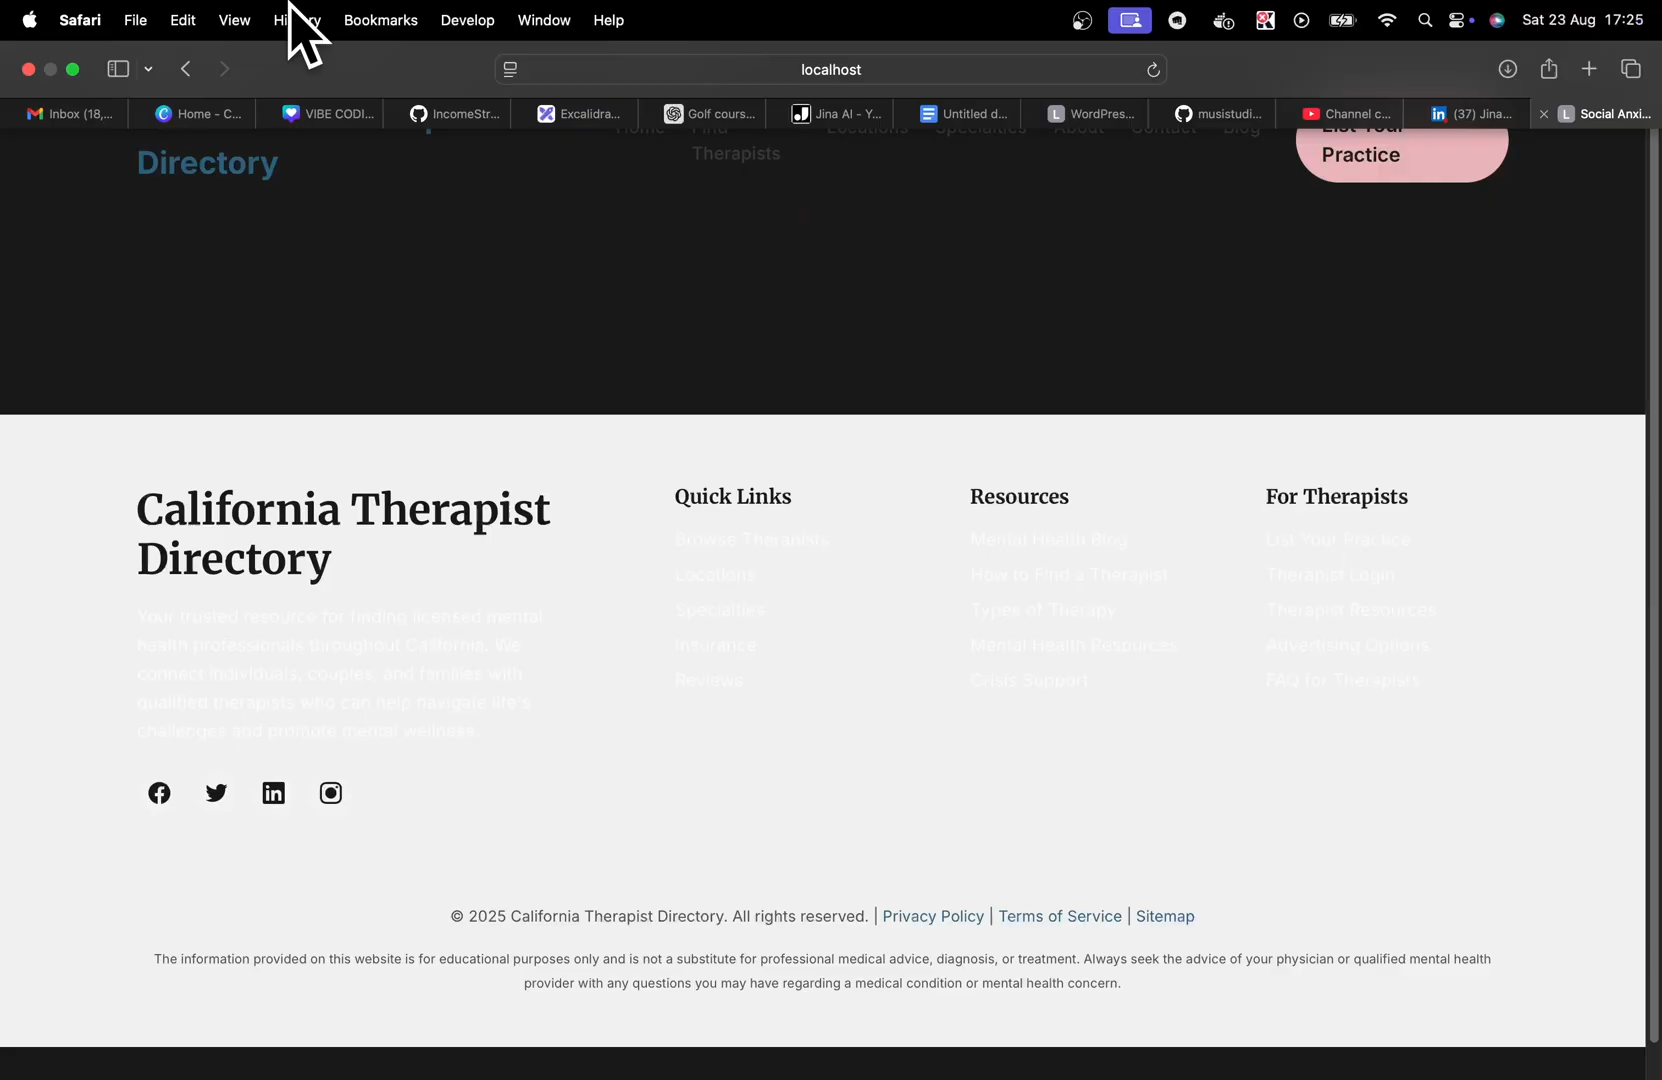 Safari File Edit View History Bookmarks Develop Window Help Sat 23 Aug 17:25
localhost
Inbox (18,... Home - C... VIBE CODI... IncomeStr... Excalidra... Golf cours... Jina AI - Y... Untitled d... WordPres... musistudi... Channel c... (37) Jina... Social Anxi...
Home Find Locations Specialties About Contact Blog List Your
Directory Therapists Practice
California Therapist
Directory
Your trusted resource for finding licensed mental
health professionals throughout California. We
connect individuals, couples, and families with
qualified therapists who can help navigate life's
challenges and promote mental wellness.
Quick Links
Browse Therapists
Locations
Specialties
Insurance
Reviews
Resources
Mental Health Blog
How to Find a Therapist
Types of Therapy
Mental Health Resources
Crisis Support
For Therapists
List Your Practice
Therapist Login
Therapist Resources
Advertising Options
FAQ for Therapists
© 2025 California Therapist Directory. All rights reserved. | Privacy Policy | Terms of Service | Sitemap
The information provided on this website is for educational purposes only and is not a substitute for professional medical advice, diagnosis, or treatment. Always seek the advice of your physician or qualified mental health
provider with any questions you may have regarding a medical condition or mental health concern.